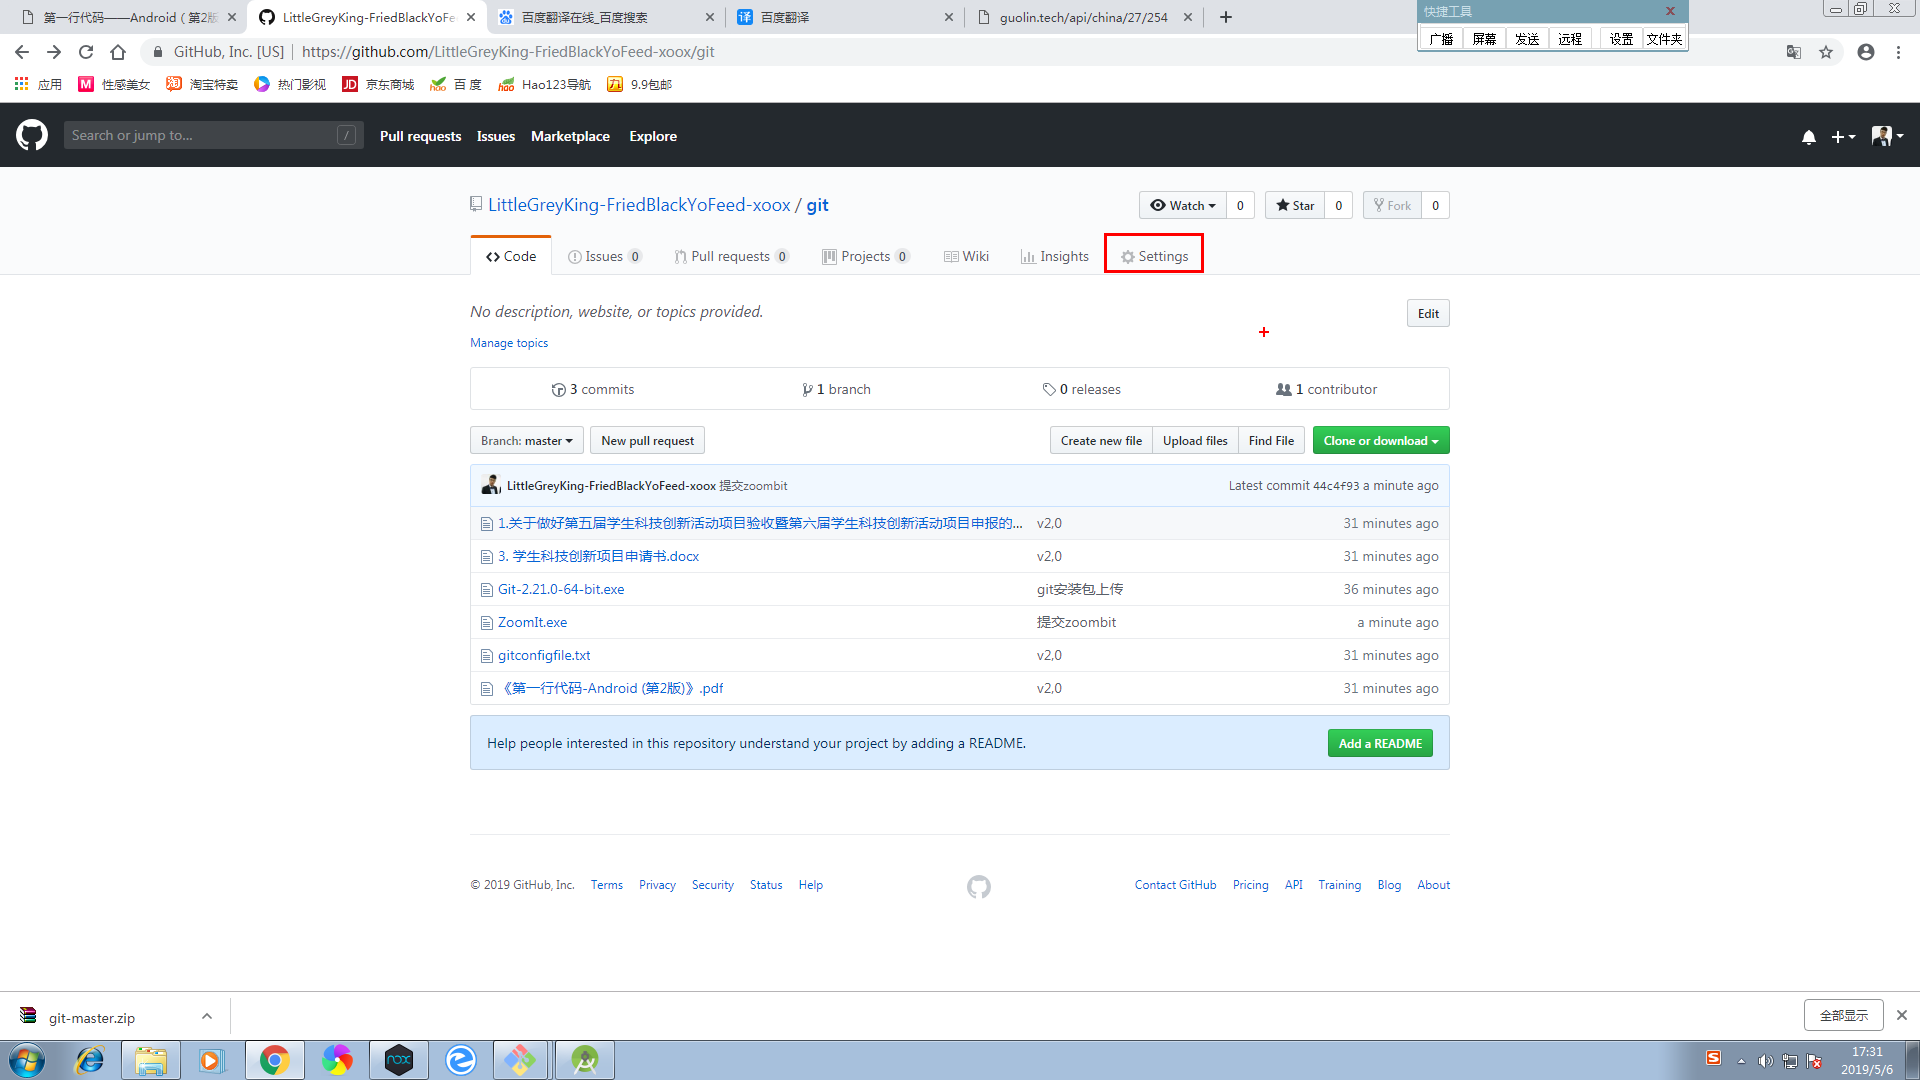 第一行代码——Android（第2版
LittleGreyKing-FriedBlackYoFe
百度翻译在线_百度搜索
译 百度翻译
guolin.tech/api/china/27/254
快捷工具
广播 屏幕 发送 远程 设置 文件夹
GitHub, Inc. [US] https://github.com/LittleGreyKing-FriedBlackYoFeed-xoox/git
应用 M 性感美女 淘 淘宝特卖 热门影视 JD 京东商城 hao 百 度 hao Hao123导航 九 9.9包邮
Search or jump to... / Pull requests Issues Marketplace Explore
LittleGreyKing-FriedBlackYoFeed-xoox / git
Watch 0 Star 0 Fork 0
Code Issues 0 Pull requests 0 Projects 0 Wiki Insights Settings
No description, website, or topics provided.
Edit
Manage topics
3 commits 1 branch 0 releases 1 contributor
Branch: master New pull request Create new file Upload files Find File Clone or download
LittleGreyKing-FriedBlackYoFeed-xoox 提交zoombit Latest commit 44c4f93 a minute ago
1.关于做好第五届学生科技创新活动项目验收暨第六届学生科技创新活动项目申报的... v2,0 31 minutes ago
3. 学生科技创新项目申请书.docx v2,0 31 minutes ago
Git-2.21.0-64-bit.exe git安装包上传 36 minutes ago
ZoomIt.exe 提交zoombit a minute ago
gitconfigfile.txt v2,0 31 minutes ago
《第一行代码-Android (第2版)》.pdf v2,0 31 minutes ago
Help people interested in this repository understand your project by adding a README.
Add a README
© 2019 GitHub, Inc. Terms Privacy Security Status Help
Contact GitHub Pricing API Training Blog About
git-master.zip
全部显示
nox
S
17:31
2019/5/6